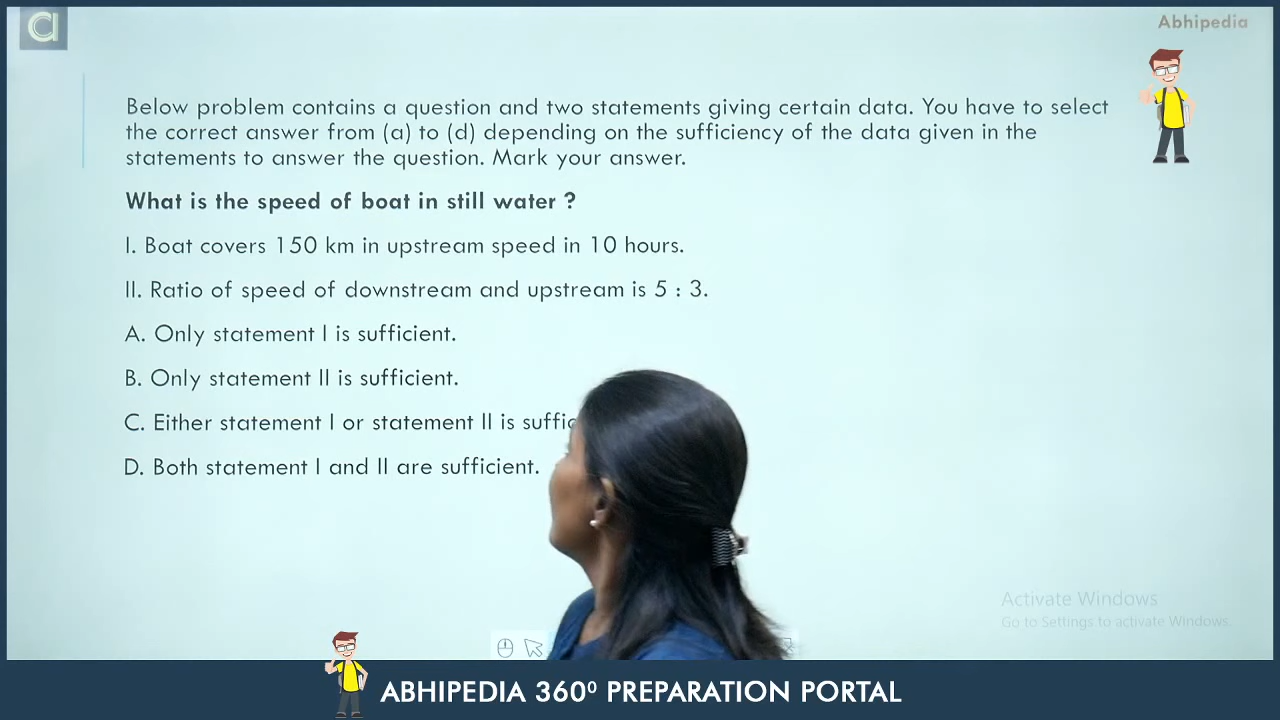 Abhipedia
Below problem contains a question and two statements giving certain data. You have to select
the correct answer from (a) to (d) depending on the sufficiency of the data given in the
statements to answer the question. Mark your answer.
What is the speed of boat in still water ?
I. Boat covers 150 km in upstream speed in 10 hours.
II. Ratio of speed of downstream and upstream is 5 : 3.
A. Only statement I is sufficient.
B. Only statement II is sufficient.
C. Either statement I or statement II is
D. Both statement I and II are sufficient.
Activate Windows
Go to Settings to activate Windows.
ABHIPEDIA 360⁰ PREPARATION PORTAL